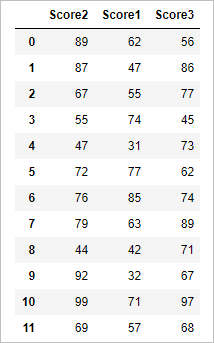 Score2 Score1 Score3
0 89 62 56
1 87 47 86
2 67 55 77
3 55 74 45
4 47 31 73
5 72 77 62
6 76 85 74
7 79 63 89
8 44 42 71
9 92 32 67
10 99 71 97
11 69 57 68